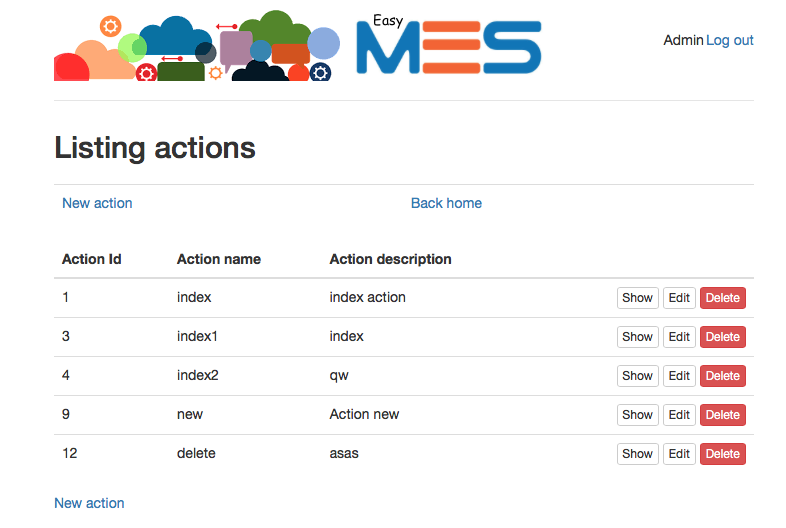 Easy
MES
Admin Log out
Listing actions
New action Back home
Action Id Action name Action description
1 index index action Show Edit Delete
3 index1 index Show Edit Delete
4 index2 qw Show Edit Delete
9 new Action new Show Edit Delete
12 delete asas Show Edit Delete
New action